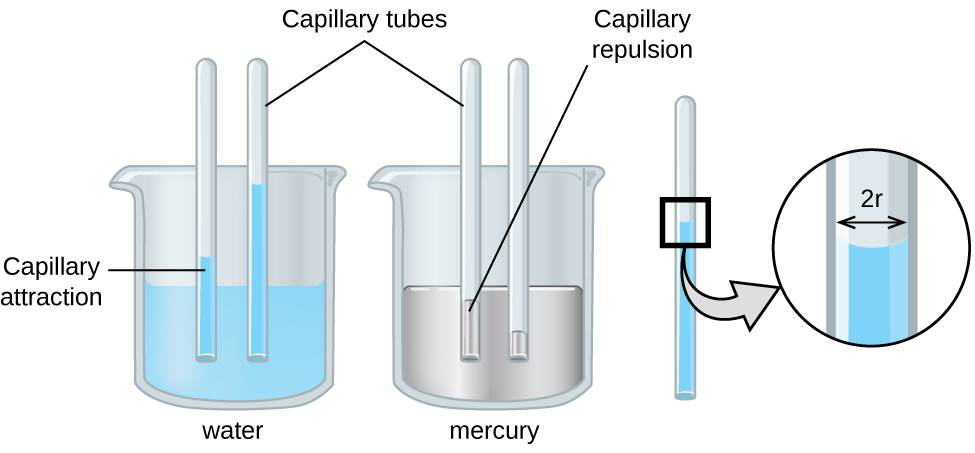 Capillary tubes
Capillary
repulsion
2r
Capillary
attraction
water
mercury